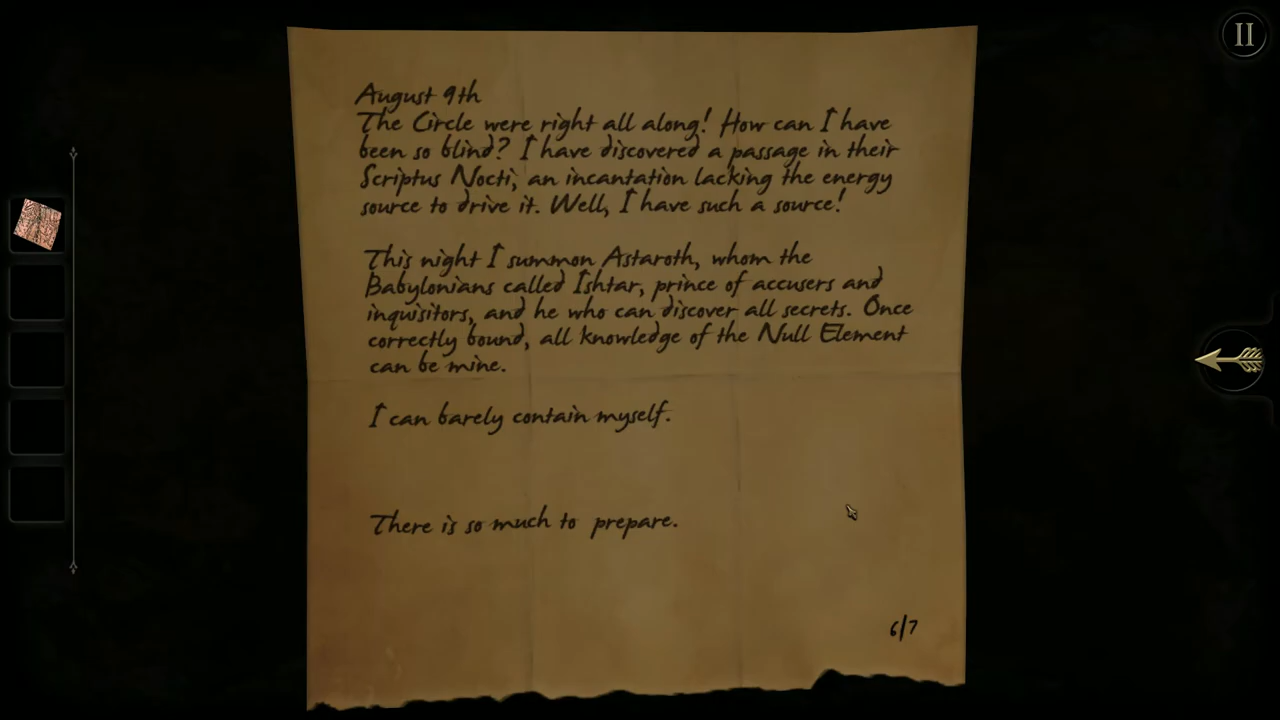 August 9th
The Circle were right all along! How can I have
been so blind? I have discovered a passage in their
Scriptus Nocti, an incantation lacking the energy
source to drive it. Well, I have such a source!
This night I summon Astaroth, whom the
Babylonians called Ishtar, prince of accusers and
inquisitors, and he who can discover all secrets. Once
correctly bound, all knowledge of the Null Element
can be mine.
I can barely contain myself.
There is so much to prepare.
6/7